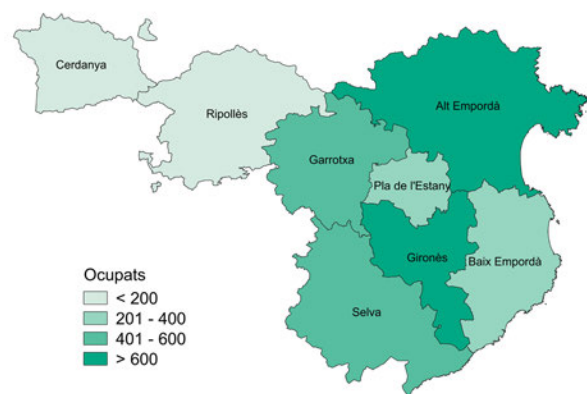 Cerdanya
Ripollès
Alt Empordà
Garrotxa
Pla de l'Estany
Gironès
Baix Empordà
Selva
Ocupats
< 200
201 - 400
401 - 600
> 600